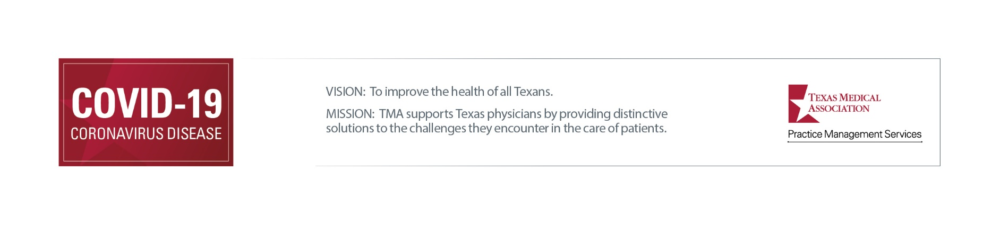 COVID-19
CORONAVIRUS DISEASE
VISION: To improve the health of all Texans.
MISSION: TMA supports Texas physicians by providing distinctive
solutions to the challenges they encounter in the care of patients.
TEXAS MEDICAL
ASSOCIATION
Practice Management Services